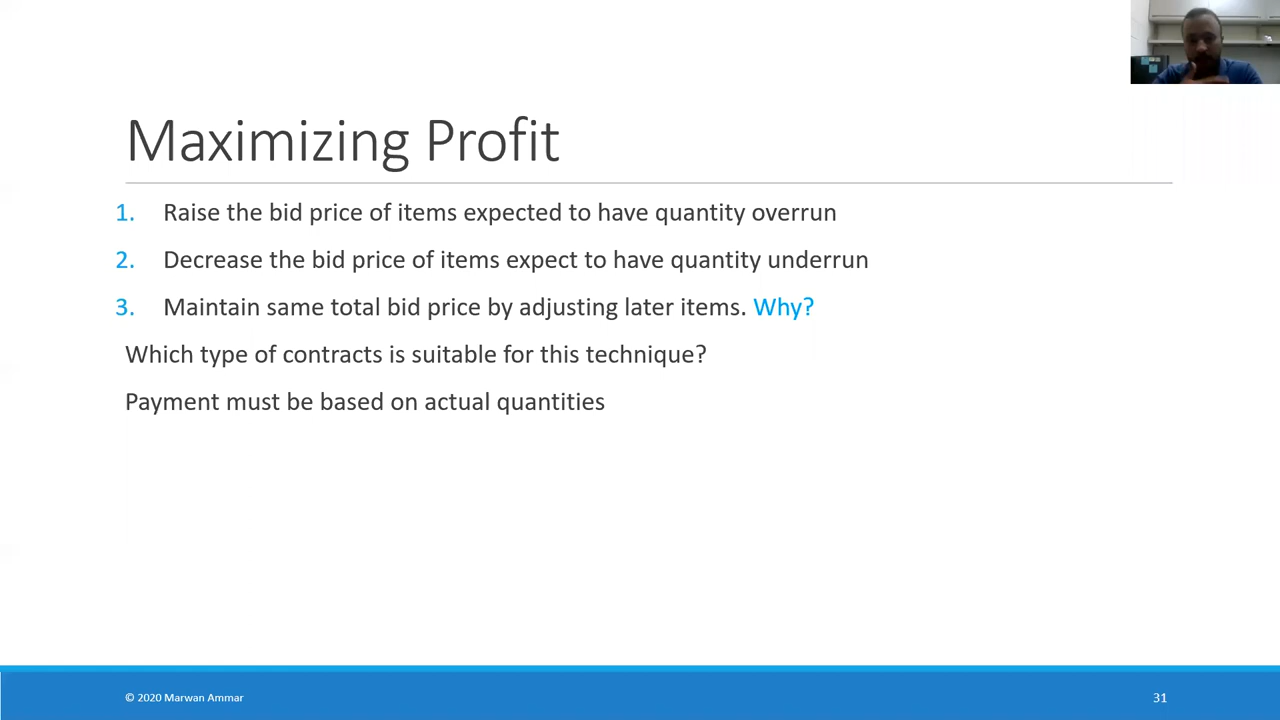 Maximizing Profit
1. Raise the bid price of items expected to have quantity overrun
2. Decrease the bid price of items expect to have quantity underrun
3. Maintain same total bid price by adjusting later items. Why?
Which type of contracts is suitable for this technique?
Payment must be based on actual quantities
© 2020 Marwan Ammar
31